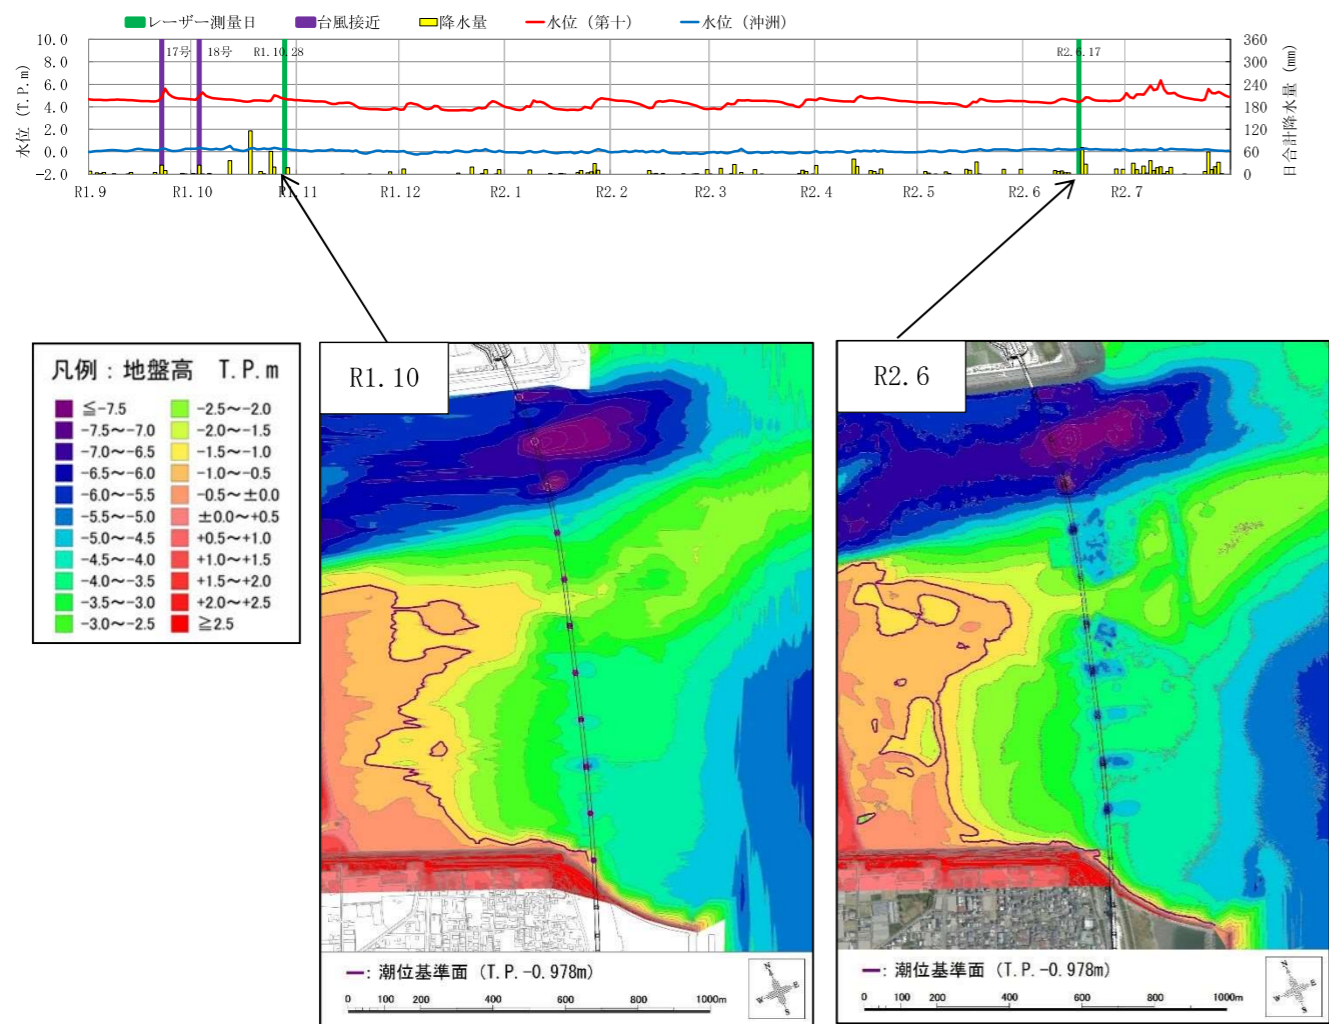 レーザー測量日 台風接近 降水量 水位（第十） 水位（沖洲）
10.0
8.0
6.0
4.0
2.0
0.0
-2.0
水位（T.P.m）
17号 18号 R1.10.28 R2.6.17
360
300
240
180
120
60
0
日合計降水量（mm）
R1.9 R1.10 R1.11 R1.12 R2.1 R2.2 R2.3 R2.4 R2.5 R2.6 R2.7
凡例：地盤高 T.P.m
≦-7.5 -2.5～-2.0
-7.5～-7.0 -2.0～-1.5
-7.0～-6.5 -1.5～-1.0
-6.5～-6.0 -1.0～-0.5
-6.0～-5.5 -0.5～±0.0
-5.5～-5.0 ±0.0～+0.5
-5.0～-4.5 +0.5～+1.0
-4.5～-4.0 +1.0～+1.5
-4.0～-3.5 +1.5～+2.0
-3.5～-3.0 +2.0～+2.5
-3.0～-2.5 ≧2.5
R1.10
―：潮位基準面（T.P.-0.978m）
0 100 200 400 600 800 1000m
N
E
S
W
R2.6
―：潮位基準面（T.P.-0.978m）
0 100 200 400 600 800 1000m
N
E
S
W